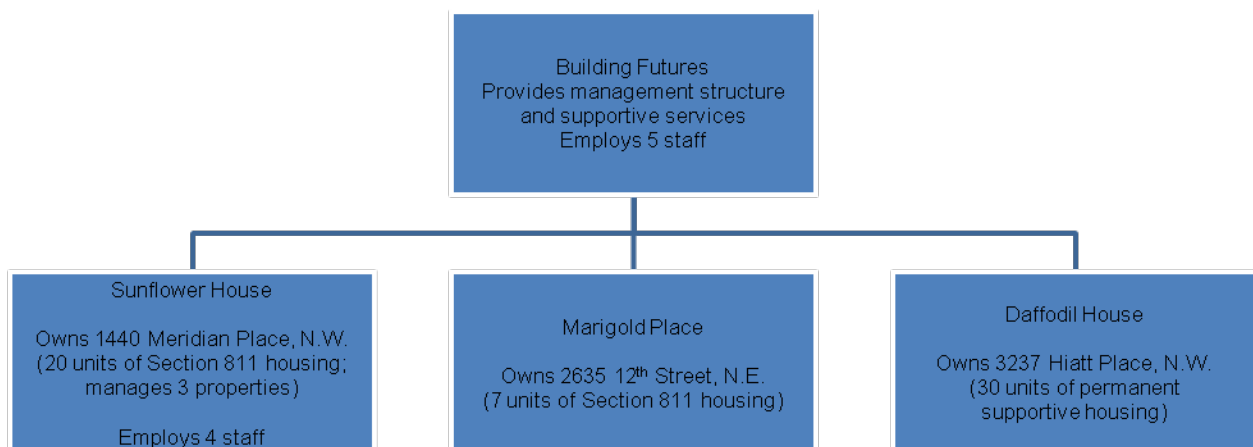 Building Futures
Provides management structure
and supportive services
Employs 5 staff
Sunflower House
Owns 1440 Meridian Place, N.W.
(20 units of Section 811 housing;
manages 3 properties)
Employs 4 staff
Marigold Place
Owns 2635 12th Street, N.E.
(7 units of Section 811 housing)
Daffodil House
Owns 3237 Hiatt Place, N.W.
(30 units of permanent
supportive housing)